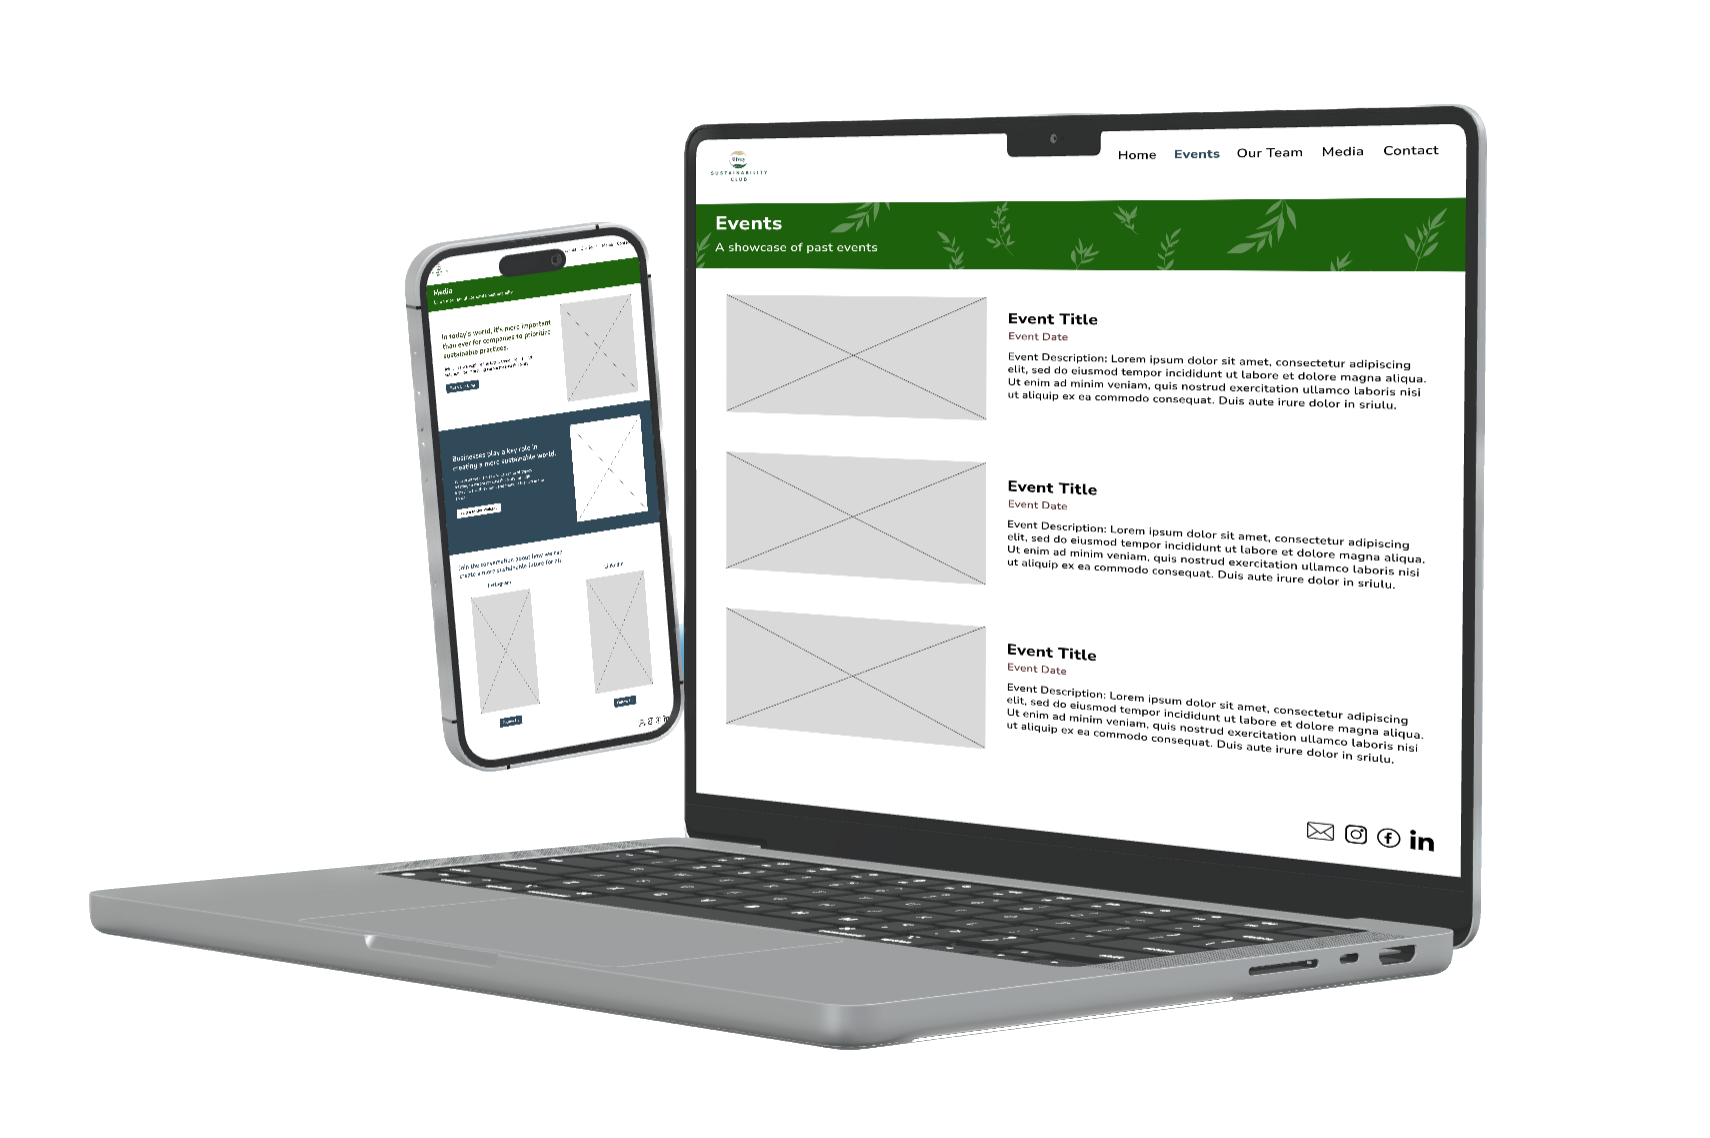 SUSTAINABILITY
CLUB
Home Events Our Team Media Contact
Events
A showcase of past events
Event Title
Event Date
Event Description: Lorem ipsum dolor sit amet, consectetur adipiscing
elit, sed do eiusmod tempor incididunt ut labore et dolore magna aliqua.
Ut enim ad minim veniam, quis nostrud exercitation ullamco laboris nisi
ut aliquip ex ea commodo consequat. Duis aute irure dolor in sriulu.
Event Title
Event Date
Event Description: Lorem ipsum dolor sit amet, consectetur adipiscing
elit, sed do eiusmod tempor incididunt ut labore et dolore magna aliqua.
Ut enim ad minim veniam, quis nostrud exercitation ullamco laboris nisi
ut aliquip ex ea commodo consequat. Duis aute irure dolor in sriulu.
Event Title
Event Date
Event Description: Lorem ipsum dolor sit amet, consectetur adipiscing
elit, sed do eiusmod tempor incididunt ut labore et dolore magna aliqua.
Ut enim ad minim veniam, quis nostrud exercitation ullamco laboris nisi
ut aliquip ex ea commodo consequat. Duis aute irure dolor in sriulu.
in
Media
In today's world, it's more important
than ever for companies to prioritize
sustainable practices.
Businesses play a key role in
creating a more sustainable world.
Join the conversation about how we can
create a more sustainable future for all
Instagram
LinkedIn